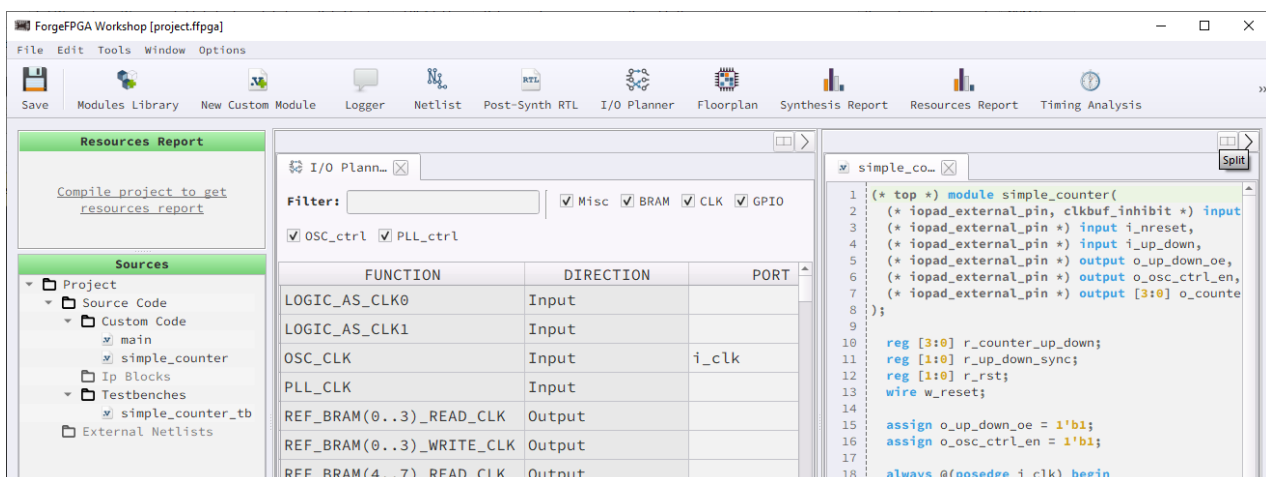 ForgeFPGA Workshop [project.ffpga]
File Edit Tools Window Options
Save Modules Library New Custom Module Logger Netlist Post-Synth RTL I/O Planner Floorplan Synthesis Report Resources Report Timing Analysis
Resources Report
Compile project to get
resources report
Sources
Project
Source Code
Custom Code
main
simple_counter
Ip Blocks
Testbenches
simple_counter_tb
External Netlists
I/O Plann…
Filter: Misc BRAM CLK GPIO
OSC_ctrl PLL_ctrl
FUNCTION DIRECTION PORT
LOGIC_AS_CLK0 Input
LOGIC_AS_CLK1 Input
OSC_CLK Input i_clk
PLL_CLK Input
REF_BRAM(0..3)_READ_CLK Output
REF_BRAM(0..3)_WRITE_CLK Output
REF_BRAM(4..7)_READ_CLK Output
Split
simple_co…
1 (* top *) module simple_counter(
2 (* iopad_external_pin, clkbuf_inhibit *) input
3 (* iopad_external_pin *) input i_nreset,
4 (* iopad_external_pin *) input i_up_down,
5 (* iopad_external_pin *) output o_up_down_oe,
6 (* iopad_external_pin *) output o_osc_ctrl_en,
7 (* iopad_external_pin *) output [3:0] o_counte
8 );
9
10 reg [3:0] r_counter_up_down;
11 reg [1:0] r_up_down_sync;
12 reg [1:0] r_rst;
13 wire w_reset;
14
15 assign o_up_down_oe = 1'b1;
16 assign o_osc_ctrl_en = 1'b1;
17
18 always @(posedge i_clk) begin